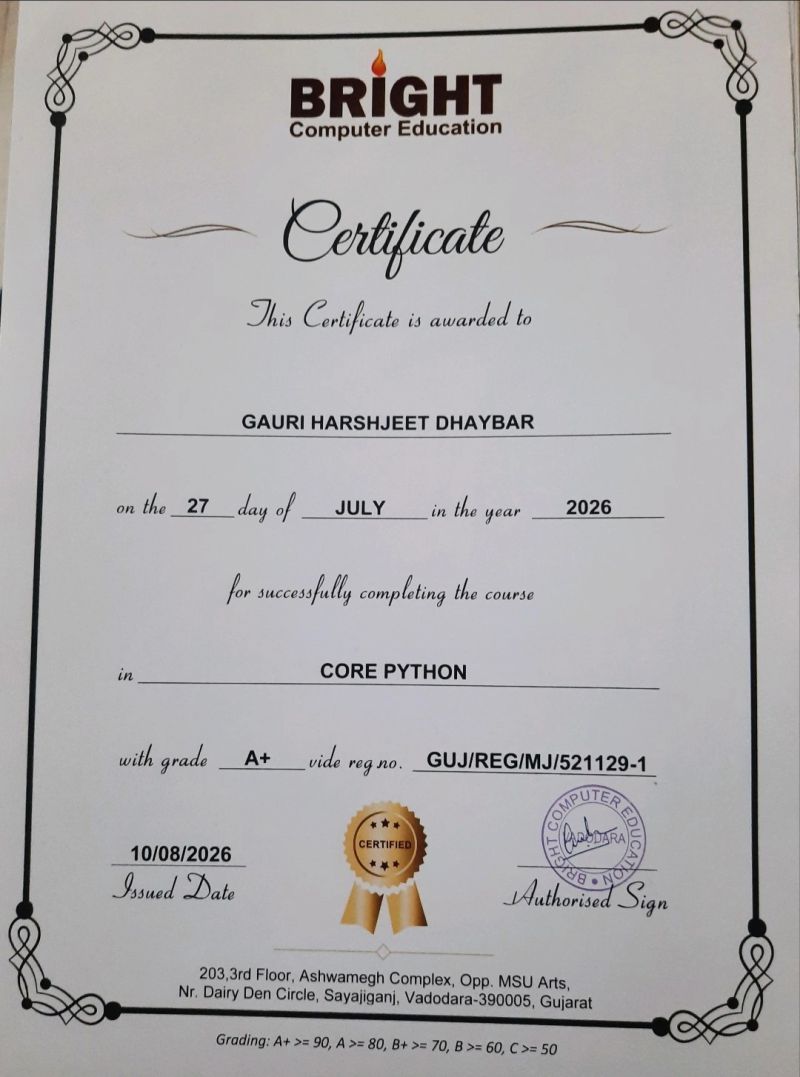 BRIGHT
Computer Education
Certificate
This Certificate is awarded to
GAURI HARSHJEET DHAYBAR
on the 27 day of JULY in the year 2026
for successfully completing the course
in CORE PYTHON
with grade A+ vide reg no. GUJ/REG/MJ/521129-1
BRIGHT COMPUTER EDUCATION
VADODARA
CERTIFIED
10/08/2026
Issued Date
Authorised Sign
203,3rd Floor, Ashwamegh Complex, Opp. MSU Arts,
Nr. Dairy Den Circle, Sayajiganj, Vadodara-390005, Gujarat
Grading: A+ >= 90, A >= 80, B+ >= 70, B >= 60, C >= 50